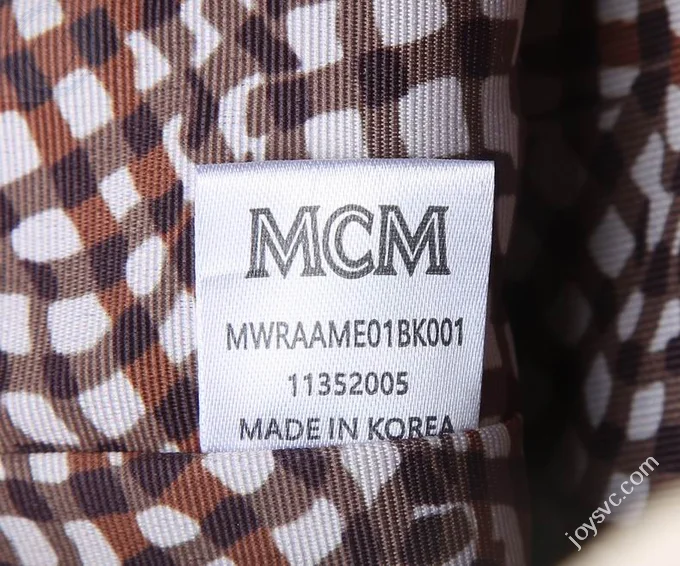 MCM
MWRAAME01BK001
11352005
MADE IN KOREA
joysvc.com